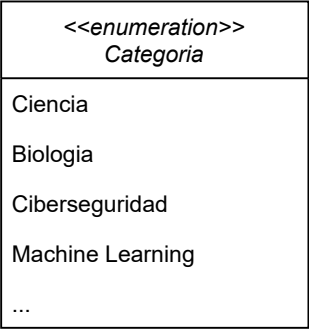 <<enumeration>>
Categoria
Ciencia
Biologia
Ciberseguridad
Machine Learning
...